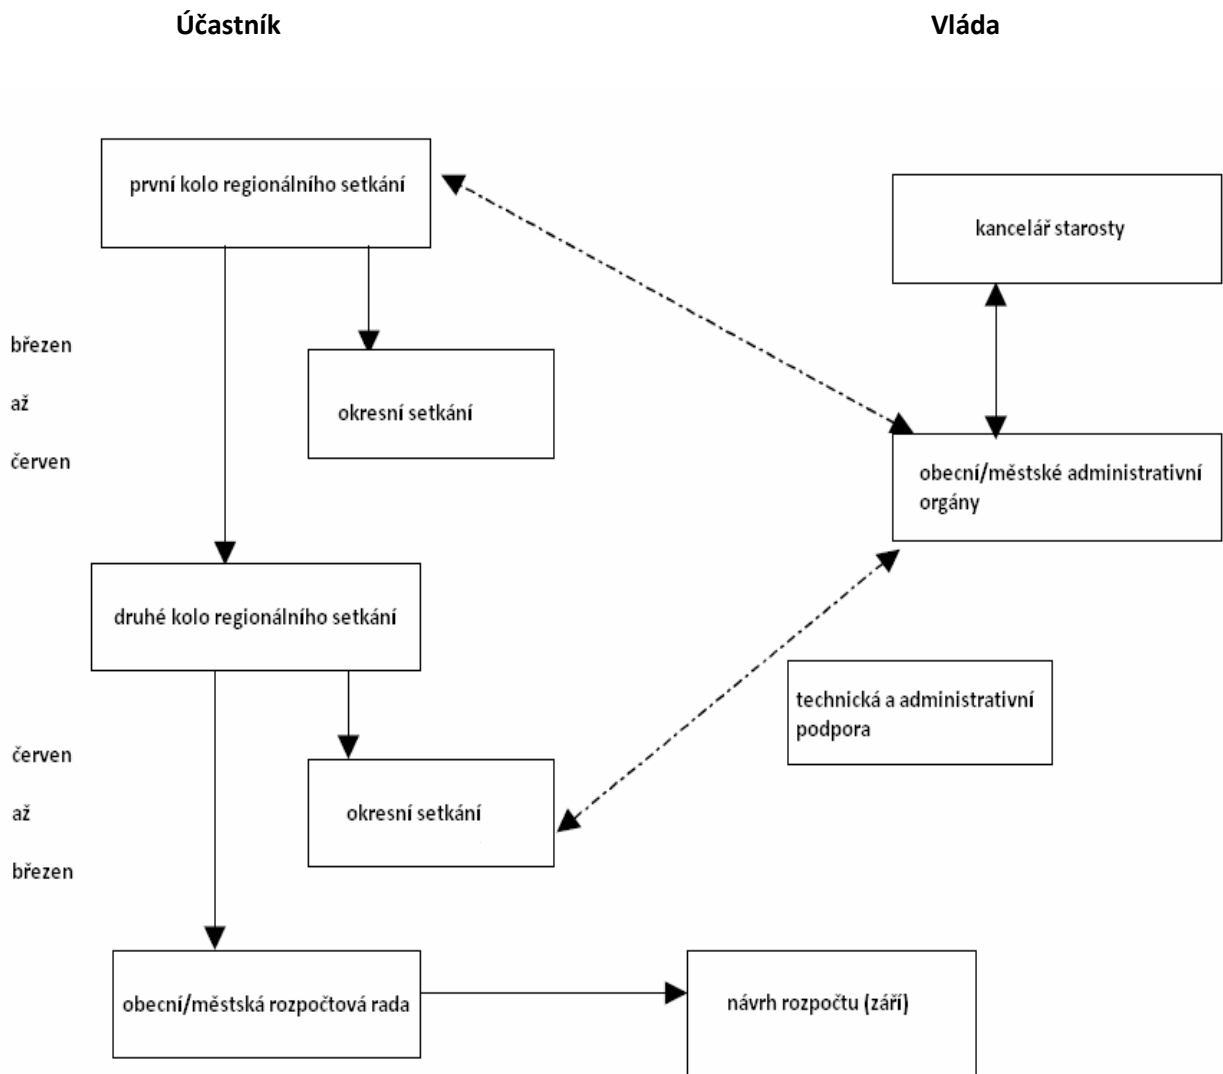 Účastník
Vláda
první kolo regionálního setkání
kancelář starosty
březen
až
červen
okresní setkání
obecní/městské administrativní
orgány
druhé kolo regionálního setkání
technická a administrativní
podpora
červen
až
březen
okresní setkání
obecní/městská rozpočtová rada
návrh rozpočtu (září)